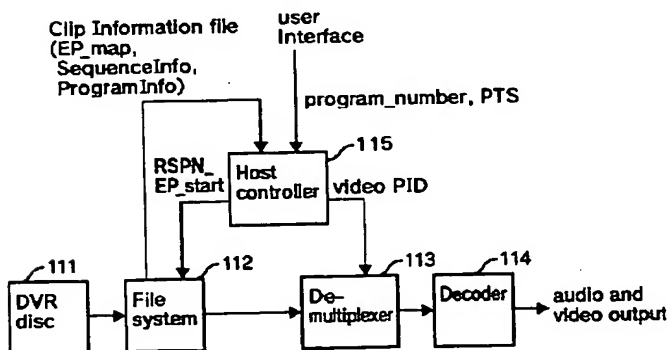 Clip Information file
(EP_map,
SequenceInfo,
ProgramInfo)
user
Interface
program_number, PTS
115
RSPN_
EP_start
Host
controller
video PID
111
112
113
114
DVR
disc
File
system
De-
multiplexer
Decoder
audio and
video output